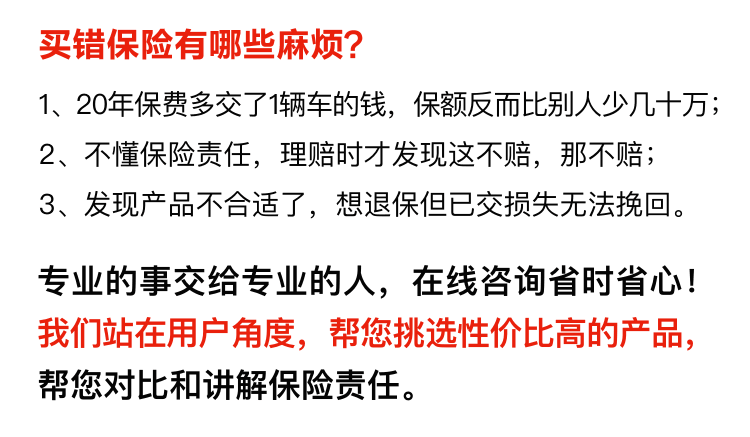 买错保险有哪些麻烦？
1、20年保费多交了1辆车的钱，保额反而比别人少几十万；
2、不懂保险责任，理赔时才发现这不赔，那不赔；
3、发现产品不合适了，想退保但已交损失无法挽回。
专业的事交给专业的人，在线咨询省时省心！
我们站在用户角度，帮您挑选性价比高的产品，
帮您对比和讲解保险责任。